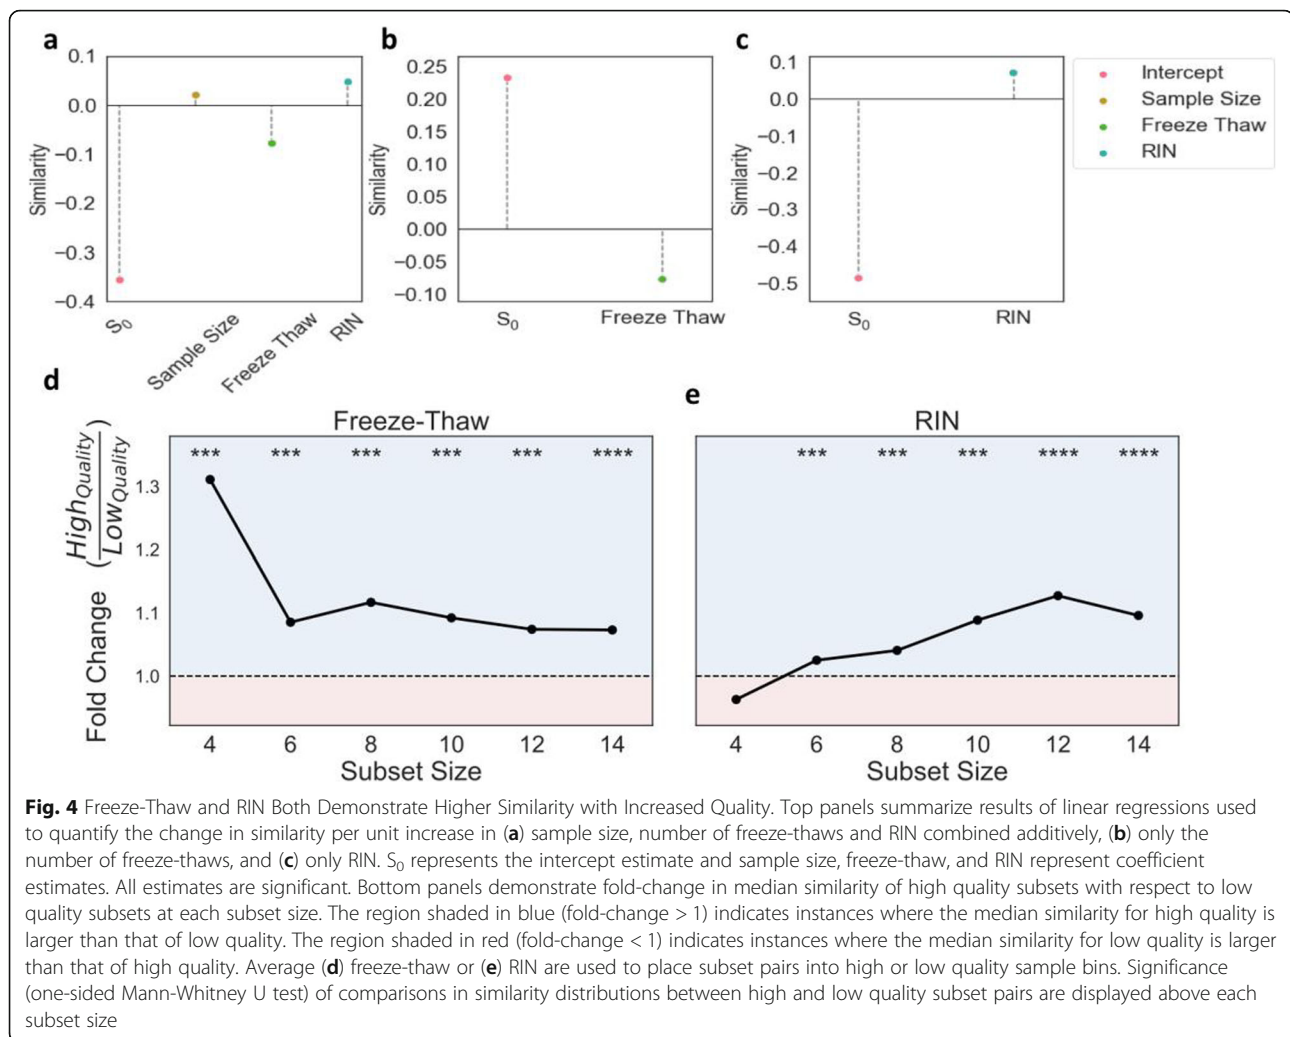 a
0.1
0.0
−0.1
−0.2
−0.3
−0.4
Similarity
S0
Sample Size
Freeze Thaw
RIN
b
0.25
0.20
0.15
0.10
0.05
0.00
−0.05
−0.10
Similarity
S0
Freeze Thaw
c
0.1
0.0
−0.1
−0.2
−0.3
−0.4
−0.5
Similarity
S0
RIN
Intercept
Sample Size
Freeze Thaw
RIN
d
Freeze-Thaw
*** *** *** *** *** ****
Fold Change (HighQuality/LowQuality)
1.3
1.2
1.1
1.0
4 6 8 10 12 14
Subset Size
e
RIN
*** *** *** **** ****
4 6 8 10 12 14
Subset Size
Fig. 4 Freeze-Thaw and RIN Both Demonstrate Higher Similarity with Increased Quality. Top panels summarize results of linear regressions used
to quantify the change in similarity per unit increase in (a) sample size, number of freeze-thaws and RIN combined additively, (b) only the
number of freeze-thaws, and (c) only RIN. S0 represents the intercept estimate and sample size, freeze-thaw, and RIN represent coefficient
estimates. All estimates are significant. Bottom panels demonstrate fold-change in median similarity of high quality subsets with respect to low
quality subsets at each subset size. The region shaded in blue (fold-change > 1) indicates instances where the median similarity for high quality is
larger than that of low quality. The region shaded in red (fold-change < 1) indicates instances where the median similarity for low quality is larger
than that of high quality. Average (d) freeze-thaw or (e) RIN are used to place subset pairs into high or low quality sample bins. Significance
(one-sided Mann-Whitney U test) of comparisons in similarity distributions between high and low quality subset pairs are displayed above each
subset size